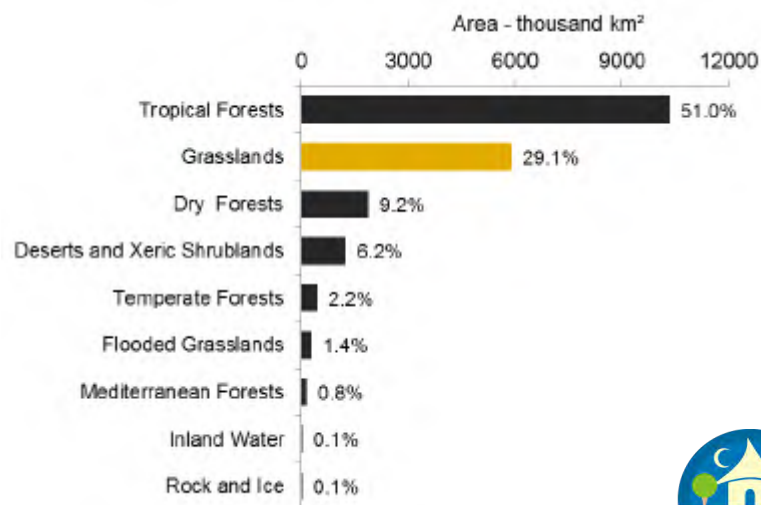 Area - thousand km²
0 3000 6000 9000 12000
Tropical Forests 51.0%
Grasslands 29.1%
Dry Forests 9.2%
Deserts and Xeric Shrublands 6.2%
Temperate Forests 2.2%
Flooded Grasslands 1.4%
Mediterranean Forests 0.8%
Inland Water 0.1%
Rock and Ice 0.1%